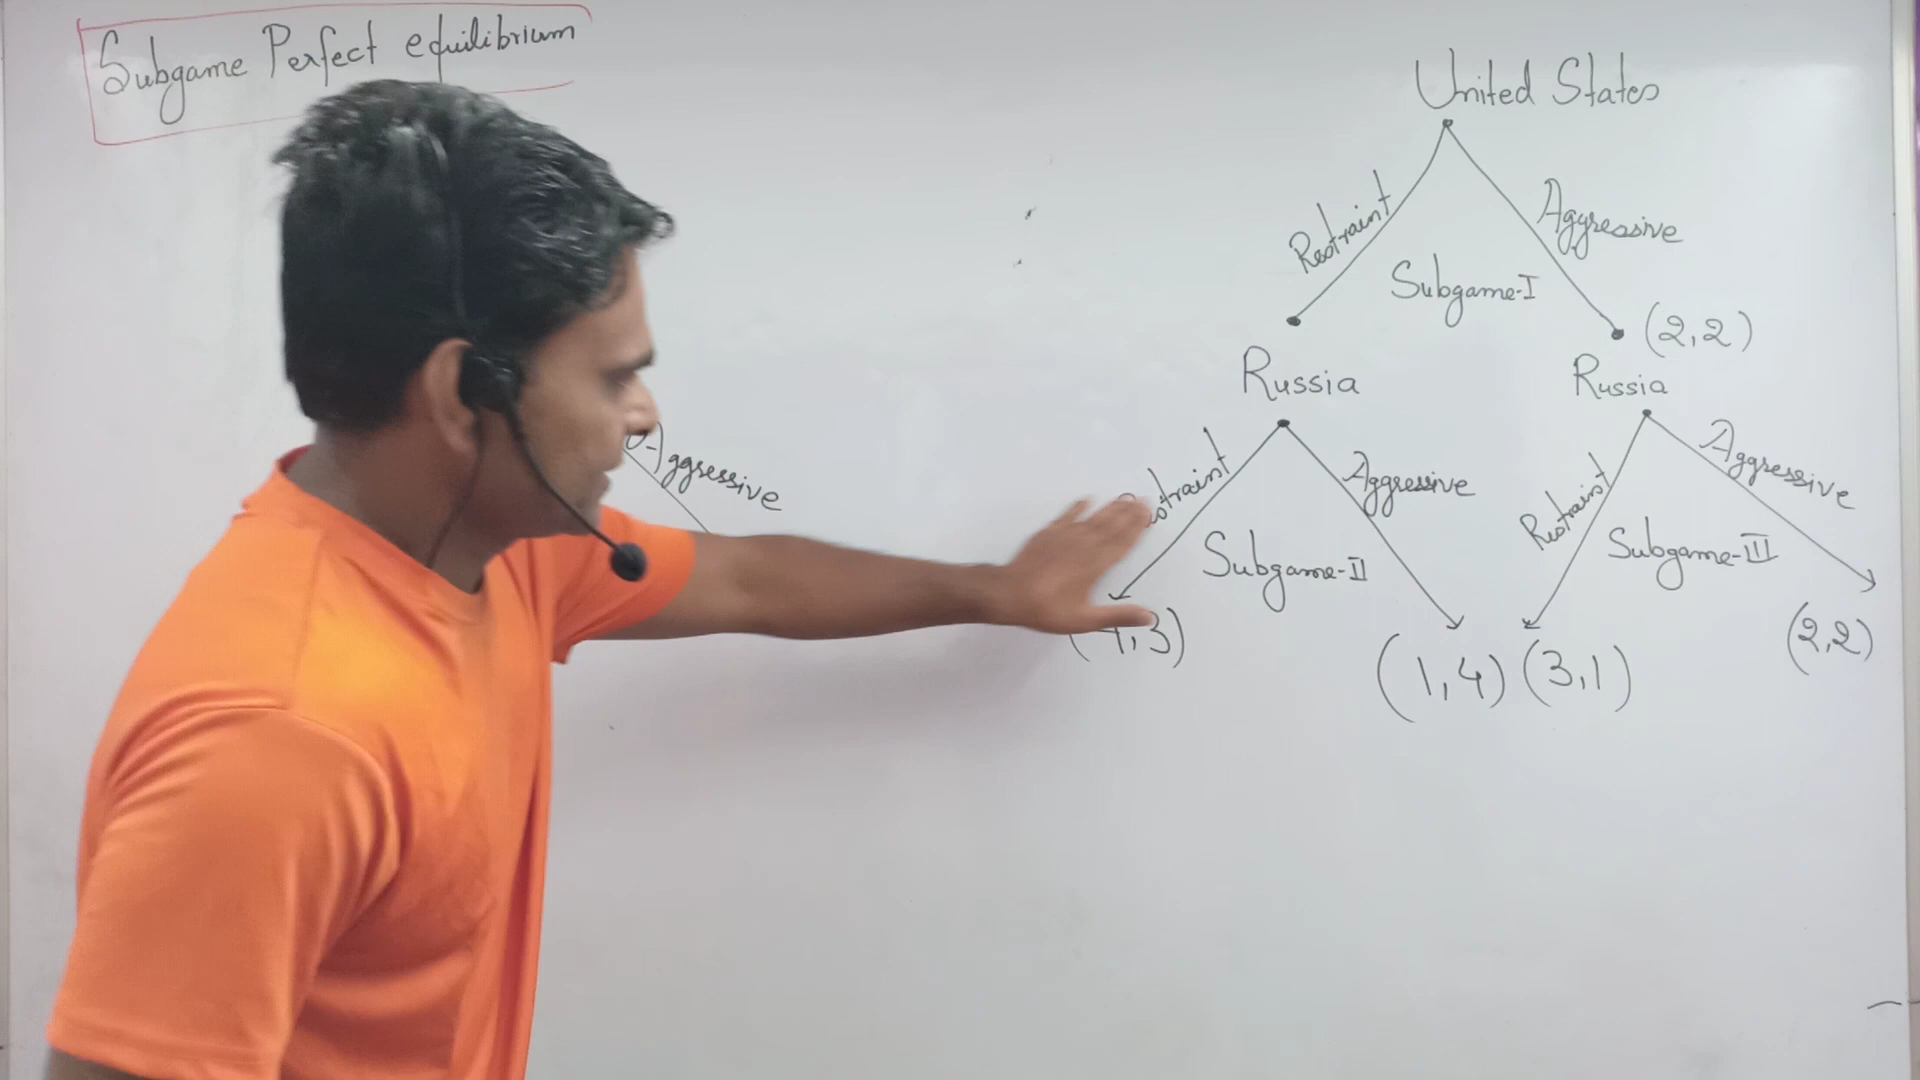 Subgame Perfect equilibrium
United States
Restraint
Aggressive
Subgame-I
(2,2)
Russia
Russia
Aggressive
Aggressive
Aggressive
Restraint
Subgame-II
Subgame-III
,3)
(1,4)
(3,1)
(2,2)